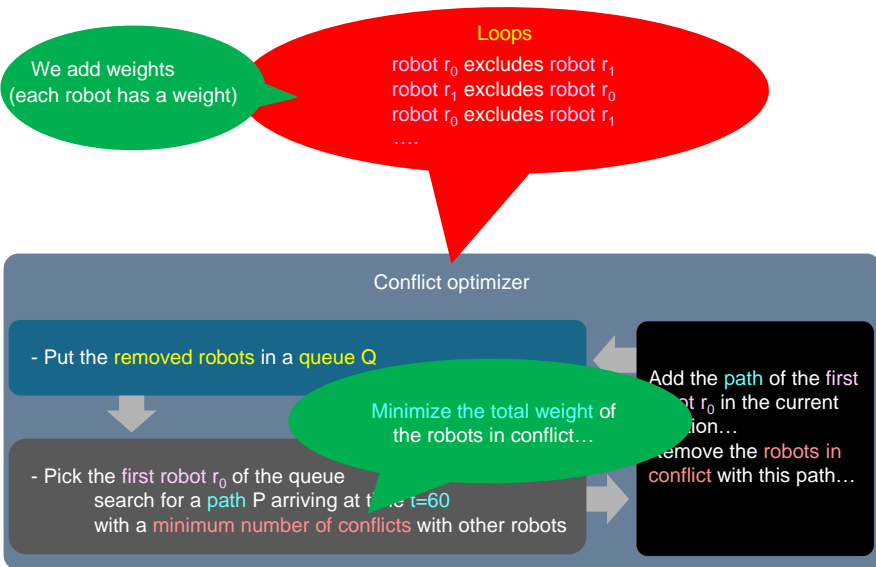 Loops
We add weights
(each robot has a weight)
robot r₀ excludes robot r₁
robot r₁ excludes robot r₀
robot r₀ excludes robot r₁
….
Conflict optimizer
- Put the removed robots in a queue Q
Minimize the total weight of
the robots in conflict…
- Pick the first robot r₀ of the queue
search for a path P arriving at t=60
with a minimum number of conflicts with other robots
Add the path of the first
r₀ in the current
Remove the robots in
conflict with this path…